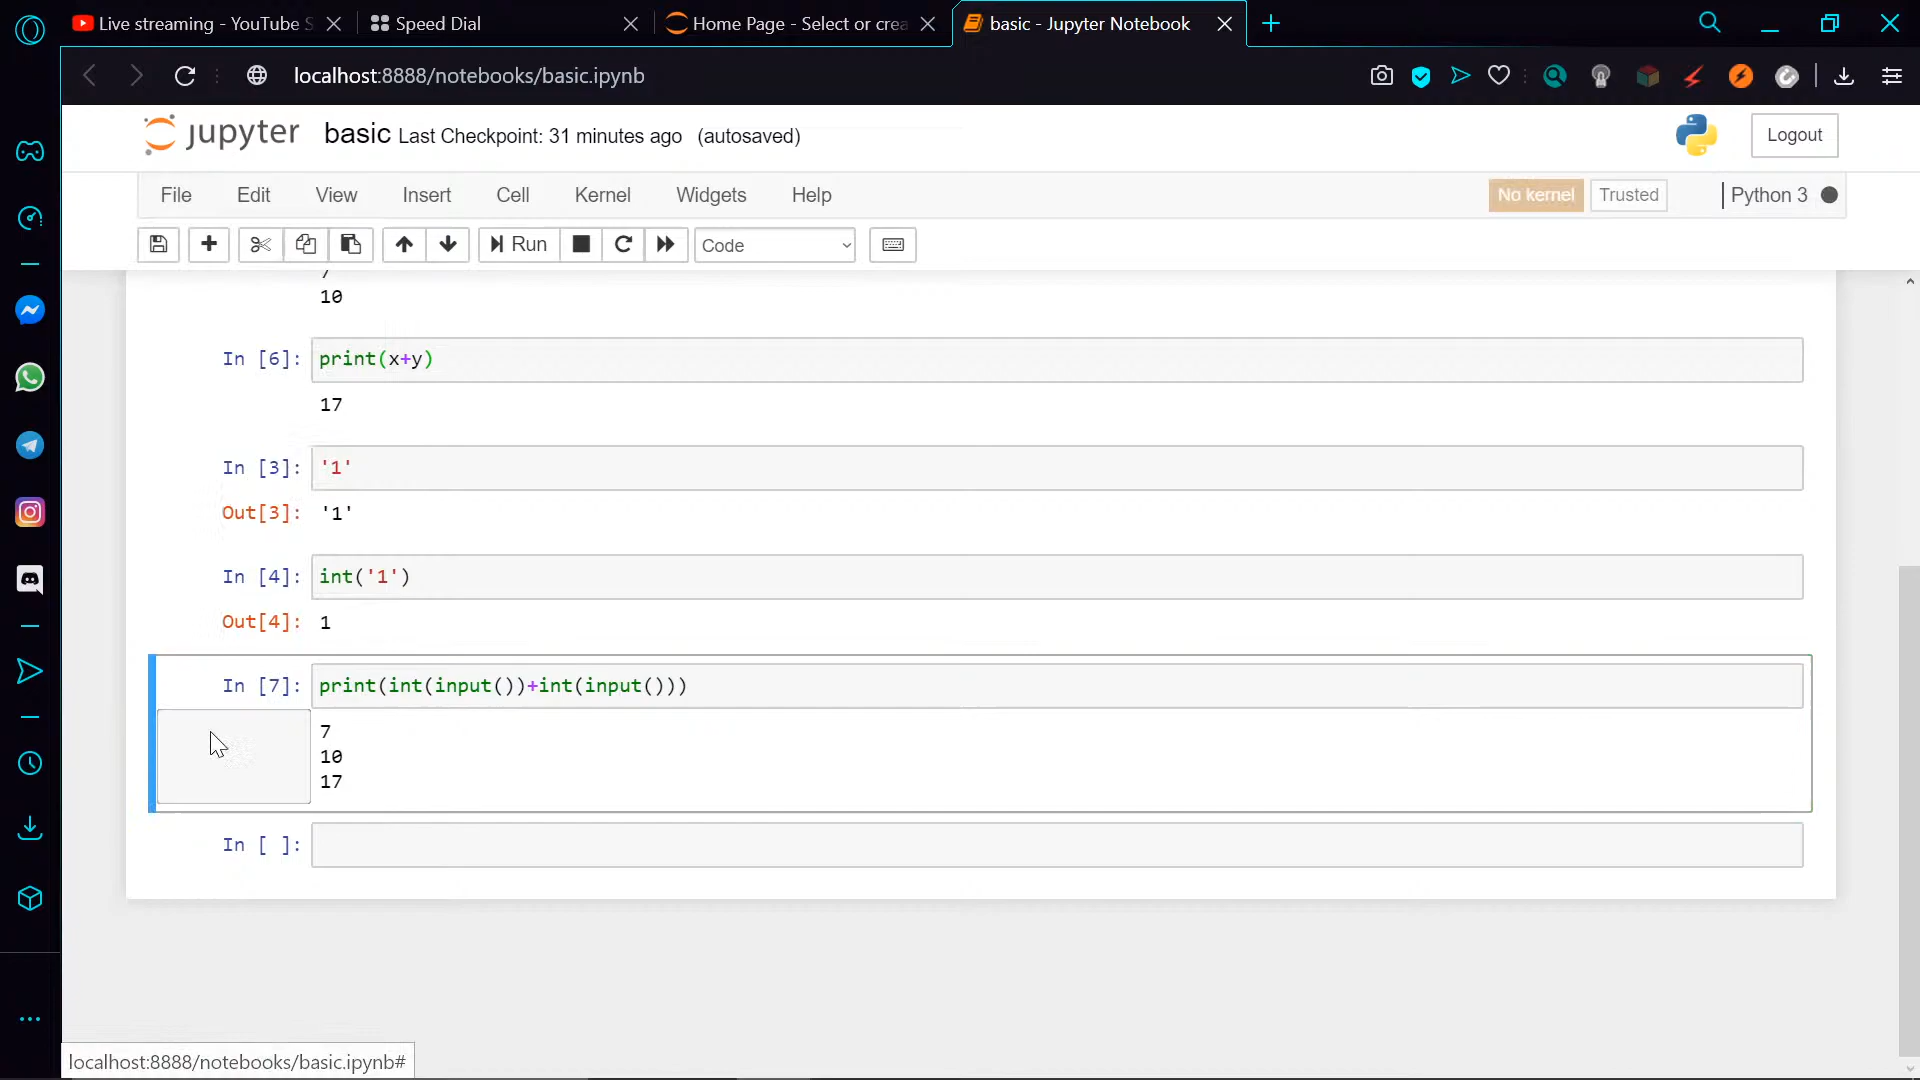 Live streaming - YouTube S
Speed Dial
Home Page - Select or crea
basic - Jupyter Notebook
localhost:8888/notebooks/basic.ipynb
jupyter
basic Last Checkpoint: 31 minutes ago (autosaved)
Logout
File Edit View Insert Cell Kernel Widgets Help
No kernel Trusted Python 3
Run Code
7
10
In [6]: print(x+y)
17
In [3]: '1'
Out[3]: '1'
In [4]: int('1')
Out[4]: 1
In [7]: print(int(input())+int(input()))
7
10
17
In [ ]:
localhost:8888/notebooks/basic.ipynb#